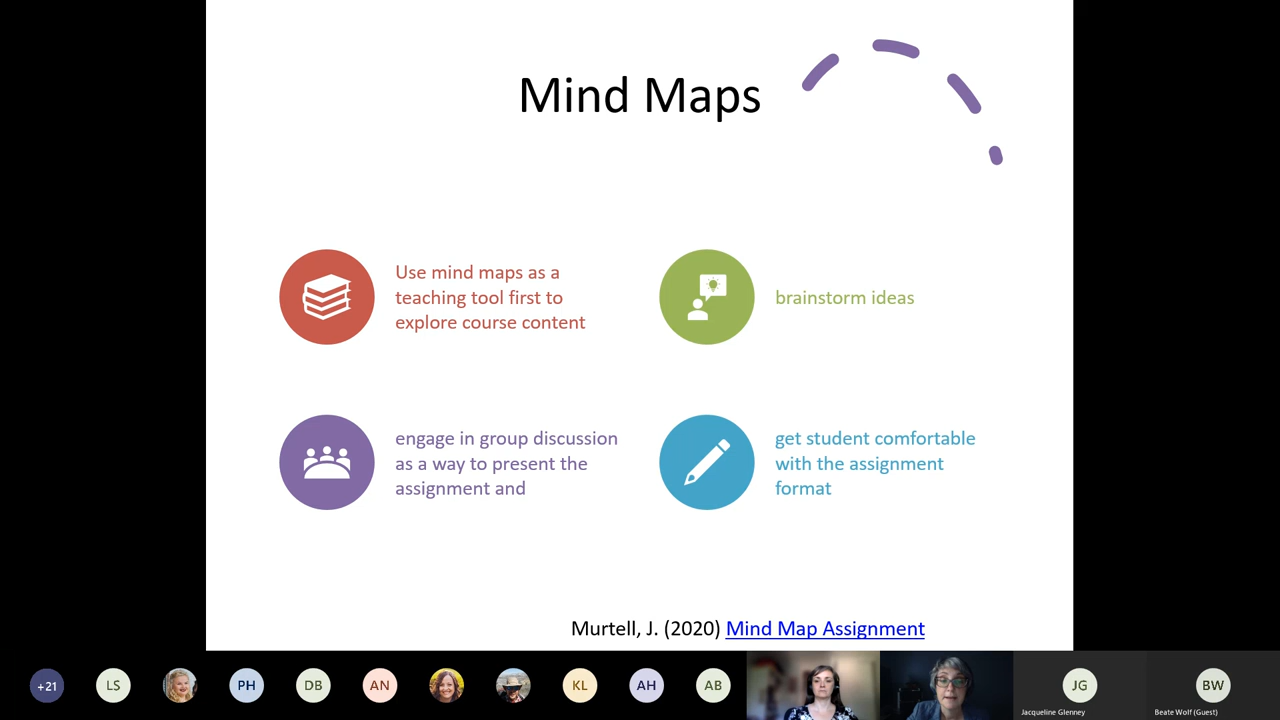 Mind Maps
Use mind maps as a
teaching tool first to
explore course content
brainstorm ideas
engage in group discussion
as a way to present the
assignment and
get student comfortable
with the assignment
format
Murtell, J. (2020) Mind Map Assignment
+21
LS
PH
DB
AN
KL
AH
AB
JG
BW
Jacqueline Glenney
Beate Wolf (Guest)